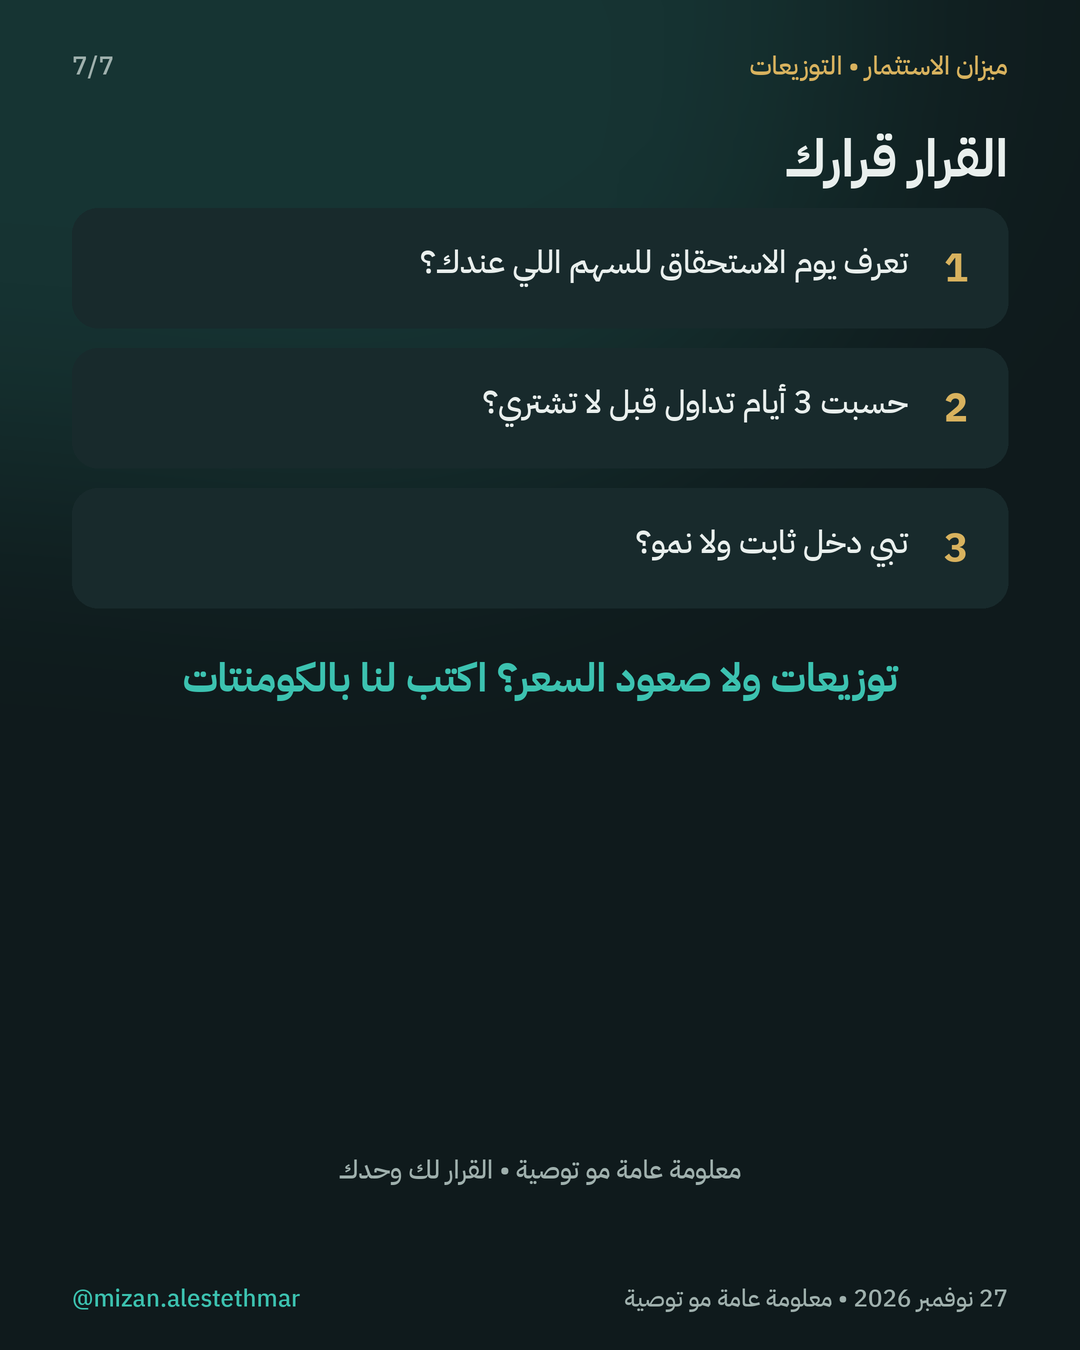 ميزان الاستثمار • التوزيعات
7/7
القرار قرارك
1 تعرف يوم الاستحقاق للسهم اللي عندك؟
2 حسبت 3 أيام تداول قبل لا تشتري؟
3 تبي دخل ثابت ولا نمو؟
توزيعات ولا صعود السعر؟ اكتب لنا بالكومنتات
معلومة عامة مو توصية • القرار لك وحدك
27 نوفمبر 2026 • معلومة عامة مو توصية
@mizan.alestethmar